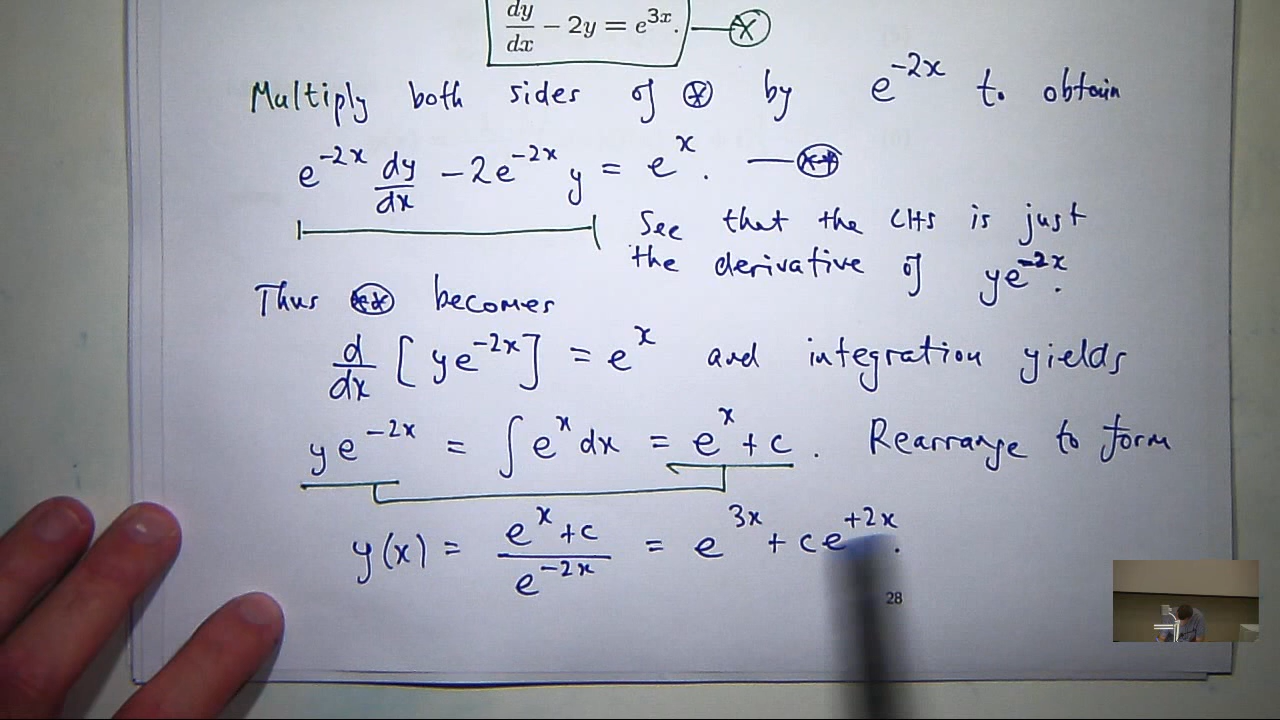 dy/dx − 2y = e^{3x}. — ⊛
Multiply both sides of ⊛ by e^{-2x} to obtain
e^{-2x} dy/dx − 2e^{-2x} y = e^x. — (**)
See that the LHS is just
the derivative of ye^{-2x}.
Thus (**) becomes
d/dx [ye^{-2x}] = e^x and integration yields
ye^{-2x} = ∫ e^x dx = e^x + c. Rearrange to form
y(x) = (e^x + c)/e^{-2x} = e^{3x} + ce^{+2x}.
28